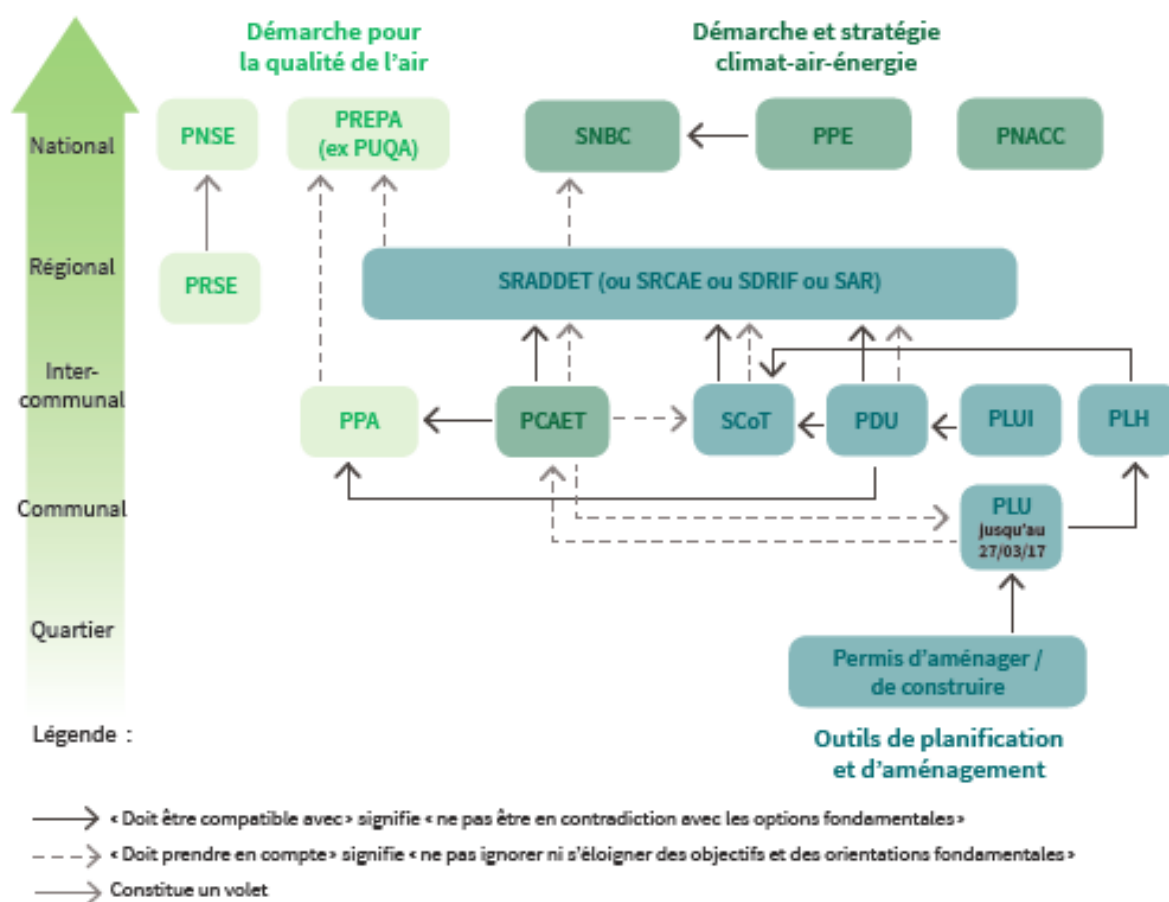 Démarche pour
la qualité de l'air
Démarche et stratégie
climat-air-énergie
National
PNSE
PREPA
(ex PUQA)
SNBC
PPE
PNACC
Régional
PRSE
SRADDET (ou SRCAE ou SDRIF ou SAR)
Inter-
communal
PPA
PCAET
SCoT
PDU
PLUI
PLH
Communal
PLU
jusqu'au
27/03/17
Quartier
Permis d'aménager /
de construire
Légende :
Outils de planification
et d'aménagement
« Doit être compatible avec » signifie « ne pas être en contradiction avec les options fondamentales »
« Doit prendre en compte » signifie « ne pas ignorer ni s'éloigner des objectifs et des orientations fondamentales »
Constitue un volet